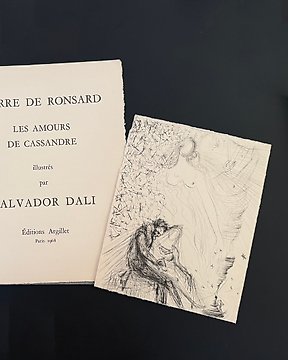 RRE DE RONSARD
LES AMOURS
DE CASSANDRE
illustrés
par
ALVADOR DALI
Éditions Argillet
Paris 1968